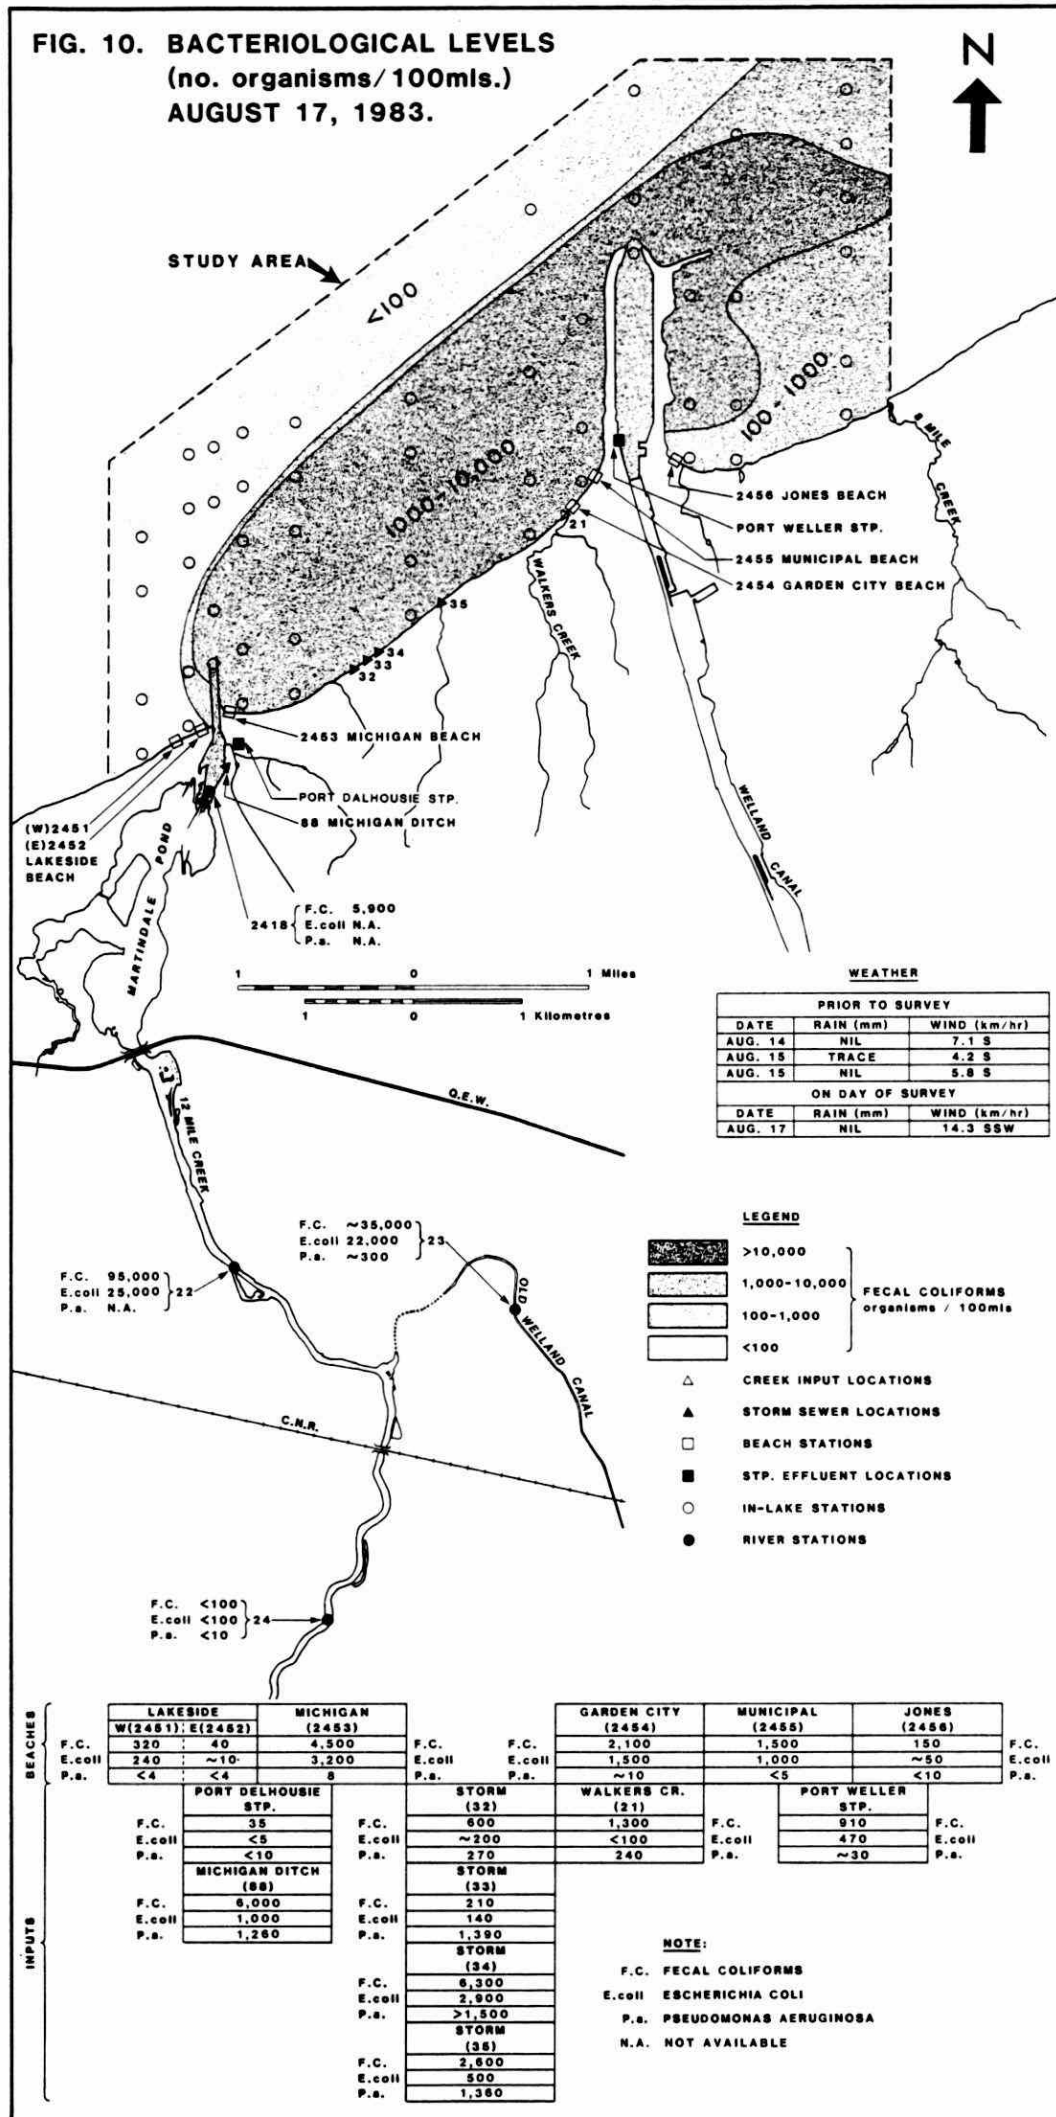 FIG. 10. BACTERIOLOGICAL LEVELS
(no. organisms/100mls.)
AUGUST 17, 1983.
N
STUDY AREA
<100
1000-10,000
100-1000
8 MILE CREEK
2456 JONES BEACH
PORT WELLER STP.
2455 MUNICIPAL BEACH
2454 GARDEN CITY BEACH
21
WALKERS CREEK
35
34
33
32
2453 MICHIGAN BEACH
PORT DALHOUSIE STP.
88 MICHIGAN DITCH
(W)2451
(E)2452
LAKESIDE
BEACH
MARTINDALE POND
WELLAND CANAL
2418
F.C. 5,900
E.coli N.A.
P.a. N.A.
1 0 1 Miles
1 0 1 Kilometres
WEATHER
PRIOR TO SURVEY
DATE RAIN (mm) WIND (km/hr)
AUG. 14 NIL 7.1 S
AUG. 15 TRACE 4.2 S
AUG. 15 NIL 5.8 S
ON DAY OF SURVEY
DATE RAIN (mm) WIND (km/hr)
AUG. 17 NIL 14.3 SSW
Q.E.W.
12 MILE CREEK
F.C. ~35,000
E.coli 22,000 23
P.a. ~300
F.C. 95,000
E.coli 25,000 22
P.a. N.A.
OLD WELLAND CANAL
C.N.R.
LEGEND
>10,000
1,000-10,000
100-1,000
<100
FECAL COLIFORMS
organisms / 100mls
CREEK INPUT LOCATIONS
STORM SEWER LOCATIONS
BEACH STATIONS
STP. EFFLUENT LOCATIONS
IN-LAKE STATIONS
RIVER STATIONS
F.C. <100
E.coli <100 24
P.a. <10
BEACHES
LAKESIDE MICHIGAN GARDEN CITY MUNICIPAL JONES
W(2451) E(2452) (2453) (2454) (2455) (2456)
F.C. 320 40 4,500 F.C. F.C. 2,100 1,500 150 F.C.
E.coli 240 ~10 3,200 E.coli E.coli 1,500 1,000 ~50 E.coli
P.a. <4 <4 8 P.a. P.a. ~10 <5 <10 P.a.
INPUTS
PORT DELHOUSIE STORM WALKERS CR. PORT WELLER
STP. (32) (21) STP.
F.C. 35 F.C. 600 1,300 F.C. 910 F.C.
E.coli <5 E.coli ~200 <100 E.coli 470 E.coli
P.a. <10 P.a. 270 240 P.a. ~30 P.a.
MICHIGAN DITCH STORM
(88) (33)
F.C. 6,000 F.C. 210
E.coli 1,000 E.coli 140
P.a. 1,260 P.a. 1,390
STORM
(34)
F.C. 6,300
E.coli 2,900
P.a. >1,500
STORM
(35)
F.C. 2,600
E.coli 500
P.a. 1,360
NOTE:
F.C. FECAL COLIFORMS
E.coli ESCHERICHIA COLI
P.a. PSEUDOMONAS AERUGINOSA
N.A. NOT AVAILABLE